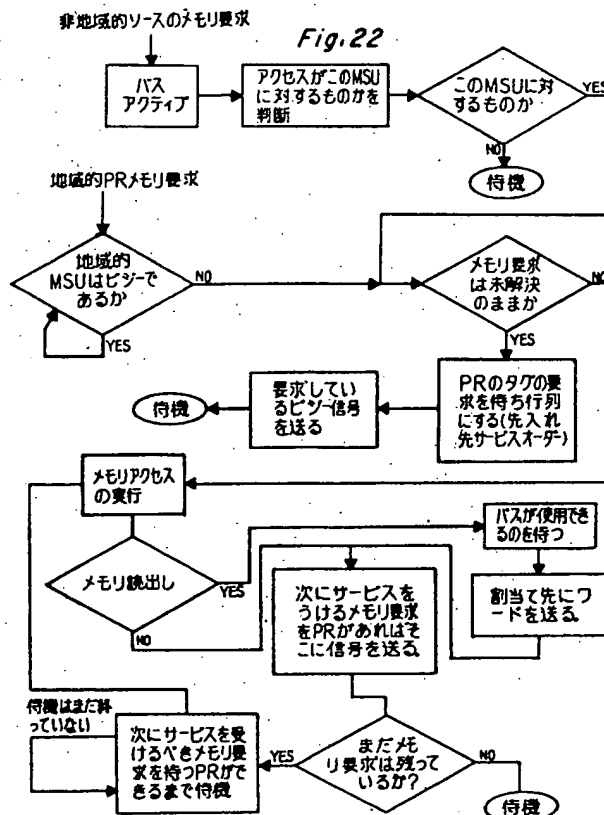 非地域的ソースのメモリ要求
Fig.22
バス
アクティブ
アクセスがこのMSU
に対するものかを
判断
このMSUに対
するものか
YES
NO
待機
地域的PRメモリ要求
地域的
MSUはビジーで
あるか
NO
YES
メモリ要求
は未解決
のままか
NO
YES
PRのタグの要
求を待ち行列
にする(先入れ
先サービスオーダー)
要求してい
るビジー信号
を送る
待機
メモリアクセス
の実行
メモリ読出し
YES
NO
バスが使用でき
るのを待つ
割当て先にワ
ードを送る.
次にサービスを
うけるメモリ要求
をPRがあればそ
こに信号を送る.
待機はまだ終
っていない
次にサービスを受
けるべきメモリ要
求を持つPRがで
きるまで待機
YES
まだメモ
リ要求は残って
いるか?
NO
待機